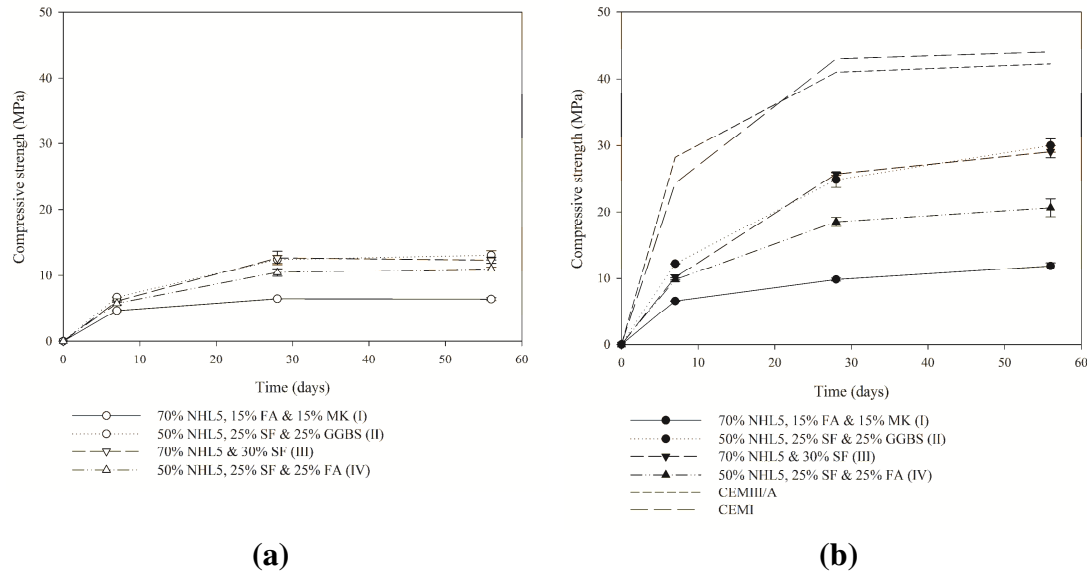 50
40
30
20
10
0
Compressive strengh (MPa)
0 10 20 30 40 50 60
Time (days)
70% NHL5, 15% FA & 15% MK (I)
50% NHL5, 25% SF & 25% GGBS (II)
70% NHL5 & 30% SF (III)
50% NHL5, 25% SF & 25% FA (IV)
(a)
50
40
30
20
10
0
Compressive strength (MPa)
0 10 20 30 40 50 60
Time (days)
70% NHL5, 15% FA & 15% MK (I)
50% NHL5, 25% SF & 25% GGBS (II)
70% NHL5 & 30% SF (III)
50% NHL5, 25% SF & 25% FA (IV)
CEMIII/A
CEMI
(b)